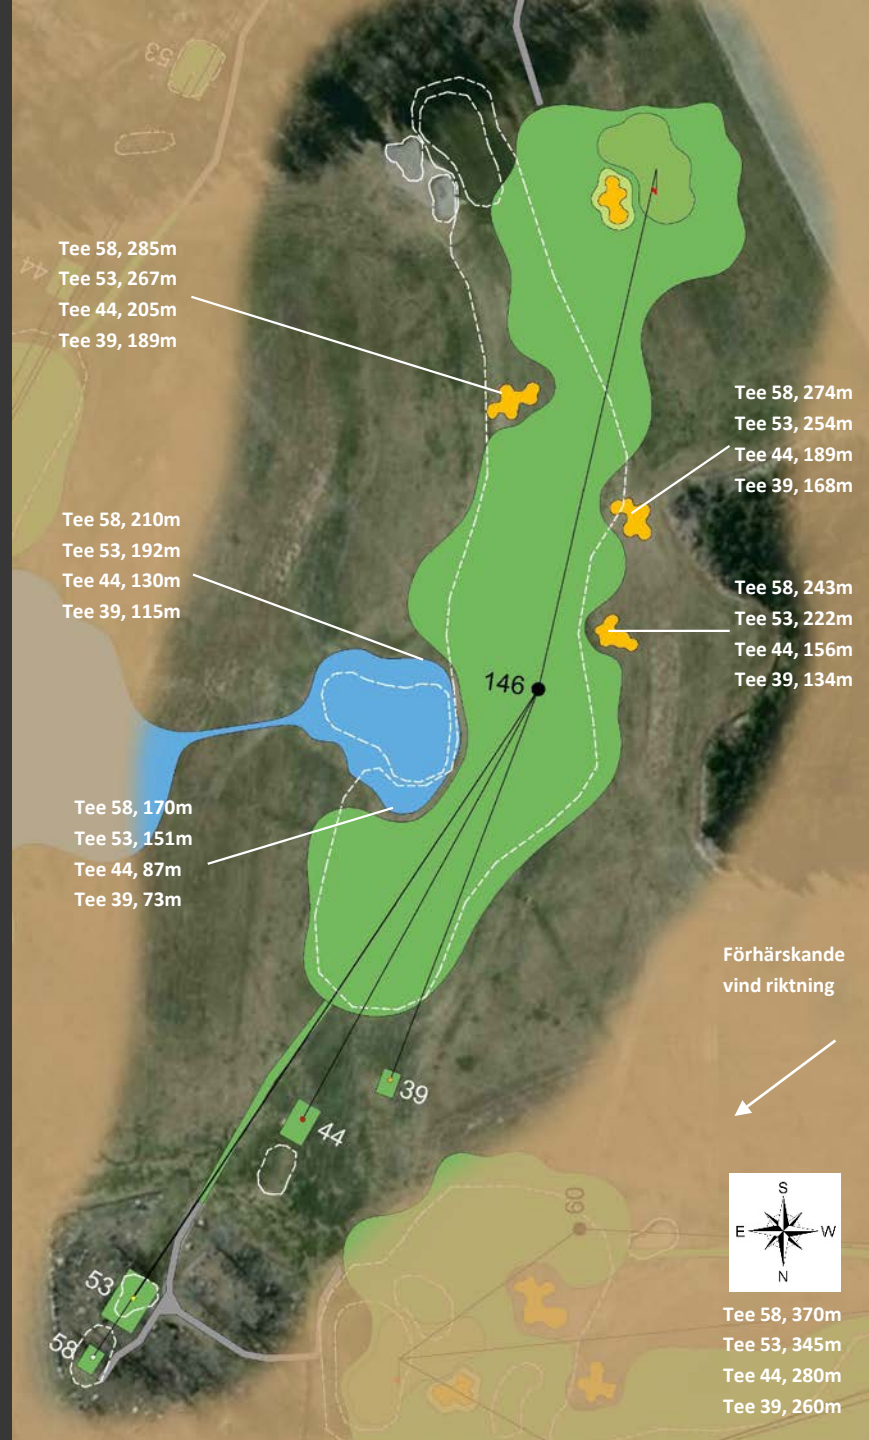 53
44
Tee 58, 285m
Tee 53, 267m
Tee 44, 205m
Tee 39, 189m
Tee 58, 274m
Tee 53, 254m
Tee 44, 189m
Tee 39, 168m
Tee 58, 210m
Tee 53, 192m
Tee 44, 130m
Tee 39, 115m
Tee 58, 243m
Tee 53, 222m
Tee 44, 156m
Tee 39, 134m
146
Tee 58, 170m
Tee 53, 151m
Tee 44, 87m
Tee 39, 73m
Förhärskande
vind riktning
39
44
60
S
E W
N
53
58
Tee 58, 370m
Tee 53, 345m
Tee 44, 280m
Tee 39, 260m